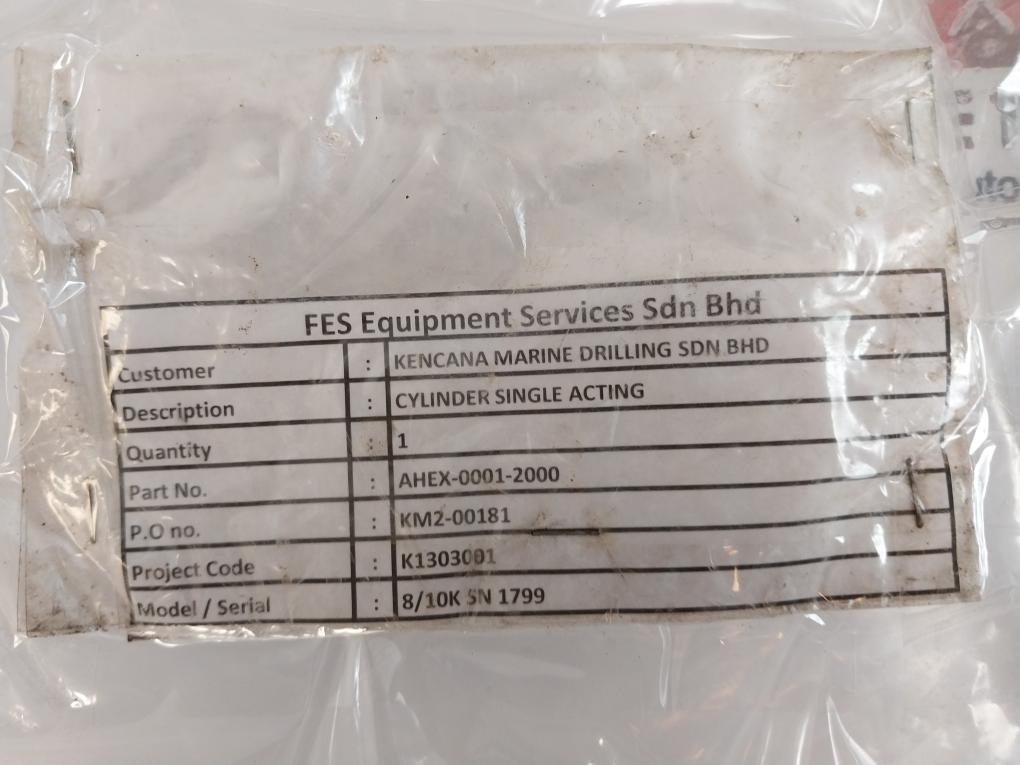 FES Equipment Services Sdn Bhd
Customer : KENCANA MARINE DRILLING SDN BHD
Description : CYLINDER SINGLE ACTING
Quantity : 1
Part No. : AHEX-0001-2000
P.O no. : KM2-00181
Project Code : K1303001
Model / Serial : 8/10K SN 1799